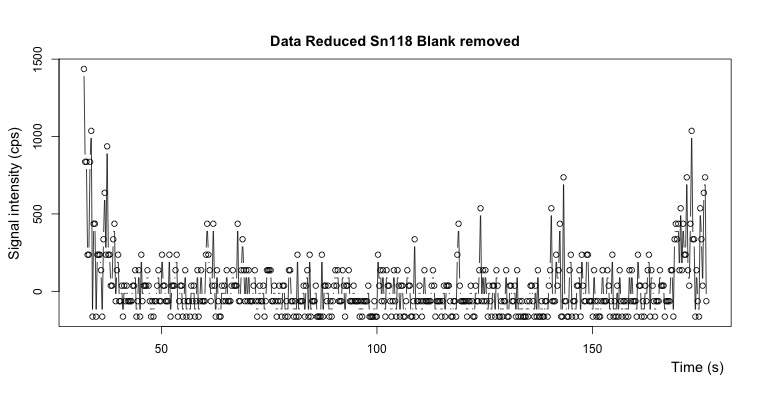 Data Reduced Sn118 Blank removed
Signal intensity (cps)
1500
1000
500
0
50 100 150
Time (s)